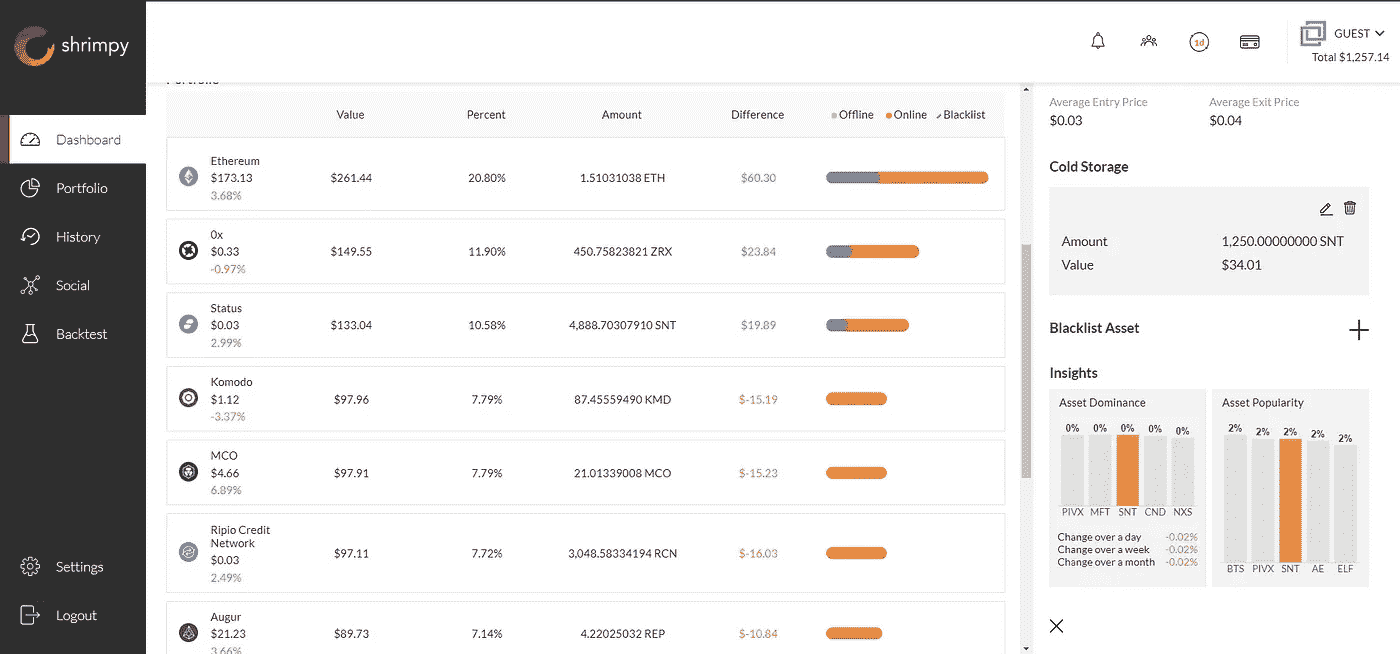 shrimpy
1d
GUEST
Total $1,257.14
Dashboard
Portfolio
History
Social
Backtest
Settings
Logout
Portfolio
Value Percent Amount Difference Offline Online Blacklist
Ethereum
$173.13 $261.44 20.80% 1.51031038 ETH $60.30
3.68%
0x
$0.33 $149.55 11.90% 450.75823821 ZRX $23.84
-0.97%
Status
$0.03 $133.04 10.58% 4,888.70307910 SNT $19.89
2.99%
Komodo
$1.12 $97.96 7.79% 87.45559490 KMD $-15.19
-3.37%
MCO
$4.66 $97.91 7.79% 21.01339008 MCO $-15.23
6.89%
Ripio Credit
Network
$0.03 $97.11 7.72% 3,048.58334194 RCN $-16.03
2.49%
Augur
$21.23 $89.73 7.14% 4.22025032 REP $-10.84
3.66%
Average Entry Price Average Exit Price
$0.03 $0.04
Cold Storage
Amount 1,250.00000000 SNT
Value $34.01
Blacklist Asset
Insights
Asset Dominance
0% 0% 0% 0% 0%
PIVX MFT SNT CND NXS
Change over a day -0.02%
Change over a week -0.02%
Change over a month -0.02%
Asset Popularity
2% 2% 2% 2% 2%
BTS PIVX SNT AE ELF